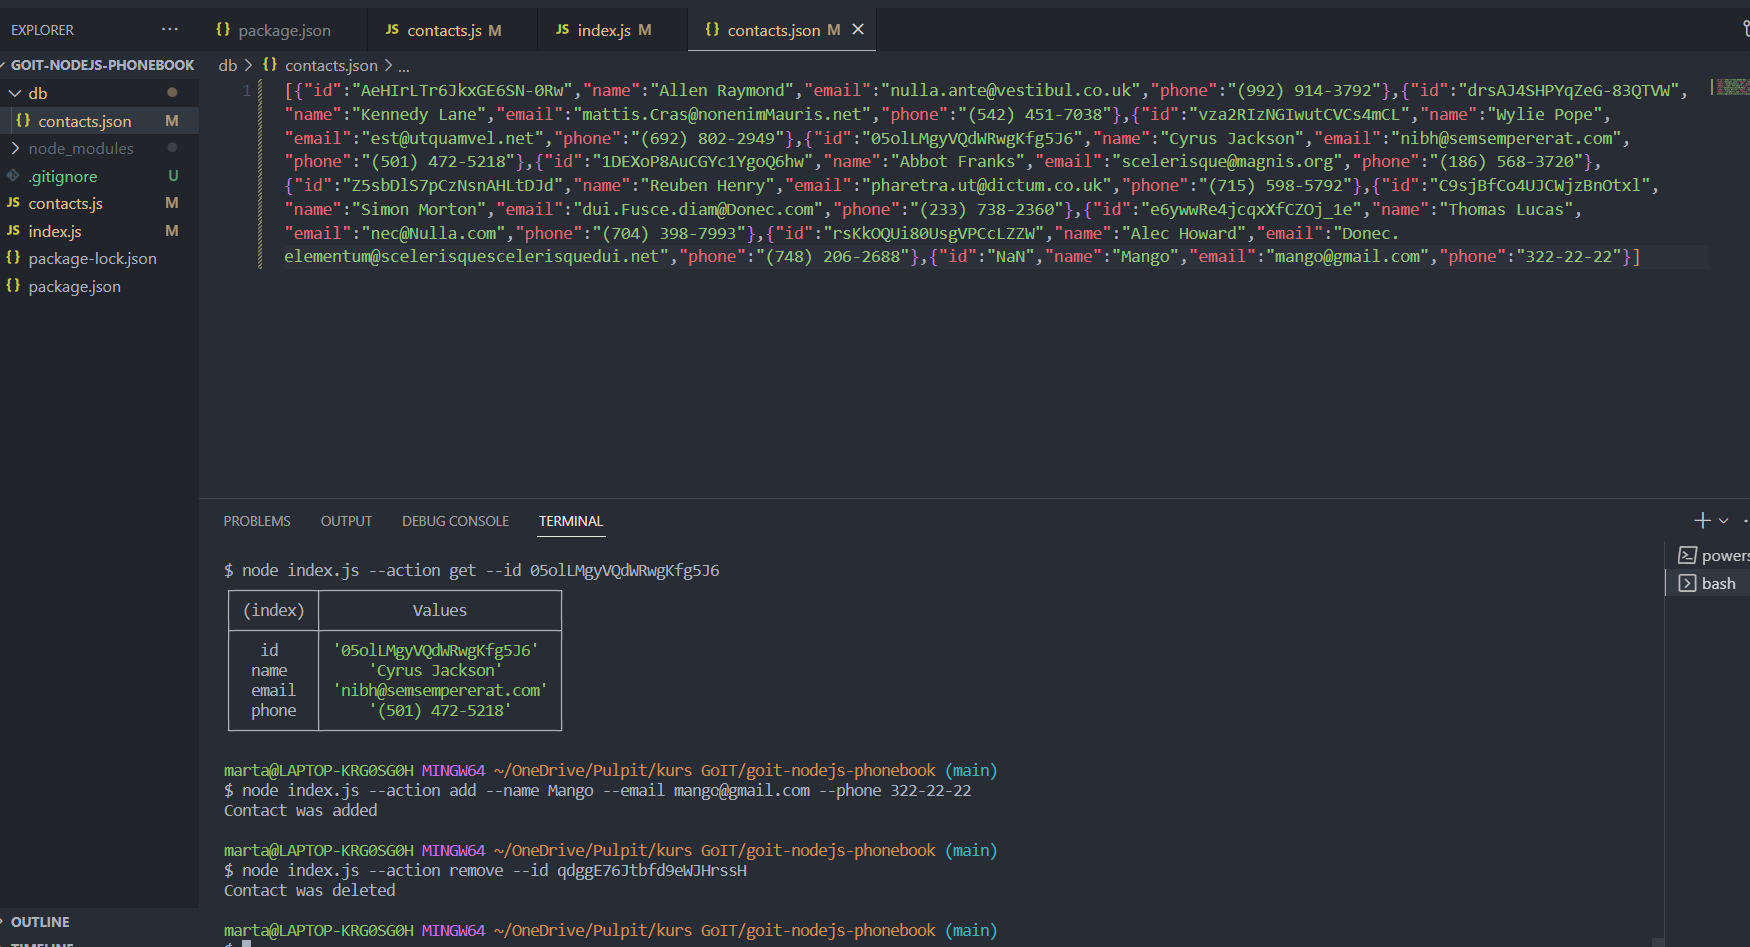 EXPLORER ···
GOIT-NODEJS-PHONEBOOK
db
{} contacts.json M
node_modules
.gitignore U
JS contacts.js M
JS index.js M
{} package-lock.json
{} package.json
OUTLINE
TIMELINE
{} package.json JS contacts.js M JS index.js M {} contacts.json M
db > {} contacts.json > ...
1 [{"id":"AeHIrLTr6JkxGE6SN-0Rw","name":"Allen Raymond","email":"nulla.ante@vestibul.co.uk","phone":"(992) 914-3792"},{"id":"drsAJ4SHPYqZeG-83QTVW",
"name":"Kennedy Lane","email":"mattis.Cras@nonenimMauris.net","phone":"(542) 451-7038"},{"id":"vza2RIzNGIwutCVCs4mCL","name":"Wylie Pope",
"email":"est@utquamvel.net","phone":"(692) 802-2949"},{"id":"05olLMgyVQdWRwgKfg5J6","name":"Cyrus Jackson","email":"nibh@semsempererat.com",
"phone":"(501) 472-5218"},{"id":"1DEXoP8AuCGYc1YgoQ6hw","name":"Abbot Franks","email":"scelerisque@magnis.org","phone":"(186) 568-3720"},
{"id":"Z5sbDlS7pCzNsnAHLtDJd","name":"Reuben Henry","email":"pharetra.ut@dictum.co.uk","phone":"(715) 598-5792"},{"id":"C9sjBfCo4UJCWjzBnOtxl",
"name":"Simon Morton","email":"dui.Fusce.diam@Donec.com","phone":"(233) 738-2360"},{"id":"e6ywwRe4jcqxXfCZOj_1e","name":"Thomas Lucas",
"email":"nec@Nulla.com","phone":"(704) 398-7993"},{"id":"rsKkOQUi80UsgVPCcLZZW","name":"Alec Howard","email":"Donec.
elementum@scelerisquescelerisquedui.net","phone":"(748) 206-2688"},{"id":"NaN","name":"Mango","email":"mango@gmail.com","phone":"322-22-22"}]
PROBLEMS OUTPUT DEBUG CONSOLE TERMINAL
powers
bash
$ node index.js --action get --id 05olLMgyVQdWRwgKfg5J6
(index) Values
id '05olLMgyVQdWRwgKfg5J6'
name 'Cyrus Jackson'
email 'nibh@semsempererat.com'
phone '(501) 472-5218'
marta@LAPTOP-KRG0SG0H MINGW64 ~/OneDrive/Pulpit/kurs GoIT/goit-nodejs-phonebook (main)
$ node index.js --action add --name Mango --email mango@gmail.com --phone 322-22-22
Contact was added
marta@LAPTOP-KRG0SG0H MINGW64 ~/OneDrive/Pulpit/kurs GoIT/goit-nodejs-phonebook (main)
$ node index.js --action remove --id qdggE76Jtbfd9eWJHrssH
Contact was deleted
marta@LAPTOP-KRG0SG0H MINGW64 ~/OneDrive/Pulpit/kurs GoIT/goit-nodejs-phonebook (main)
$